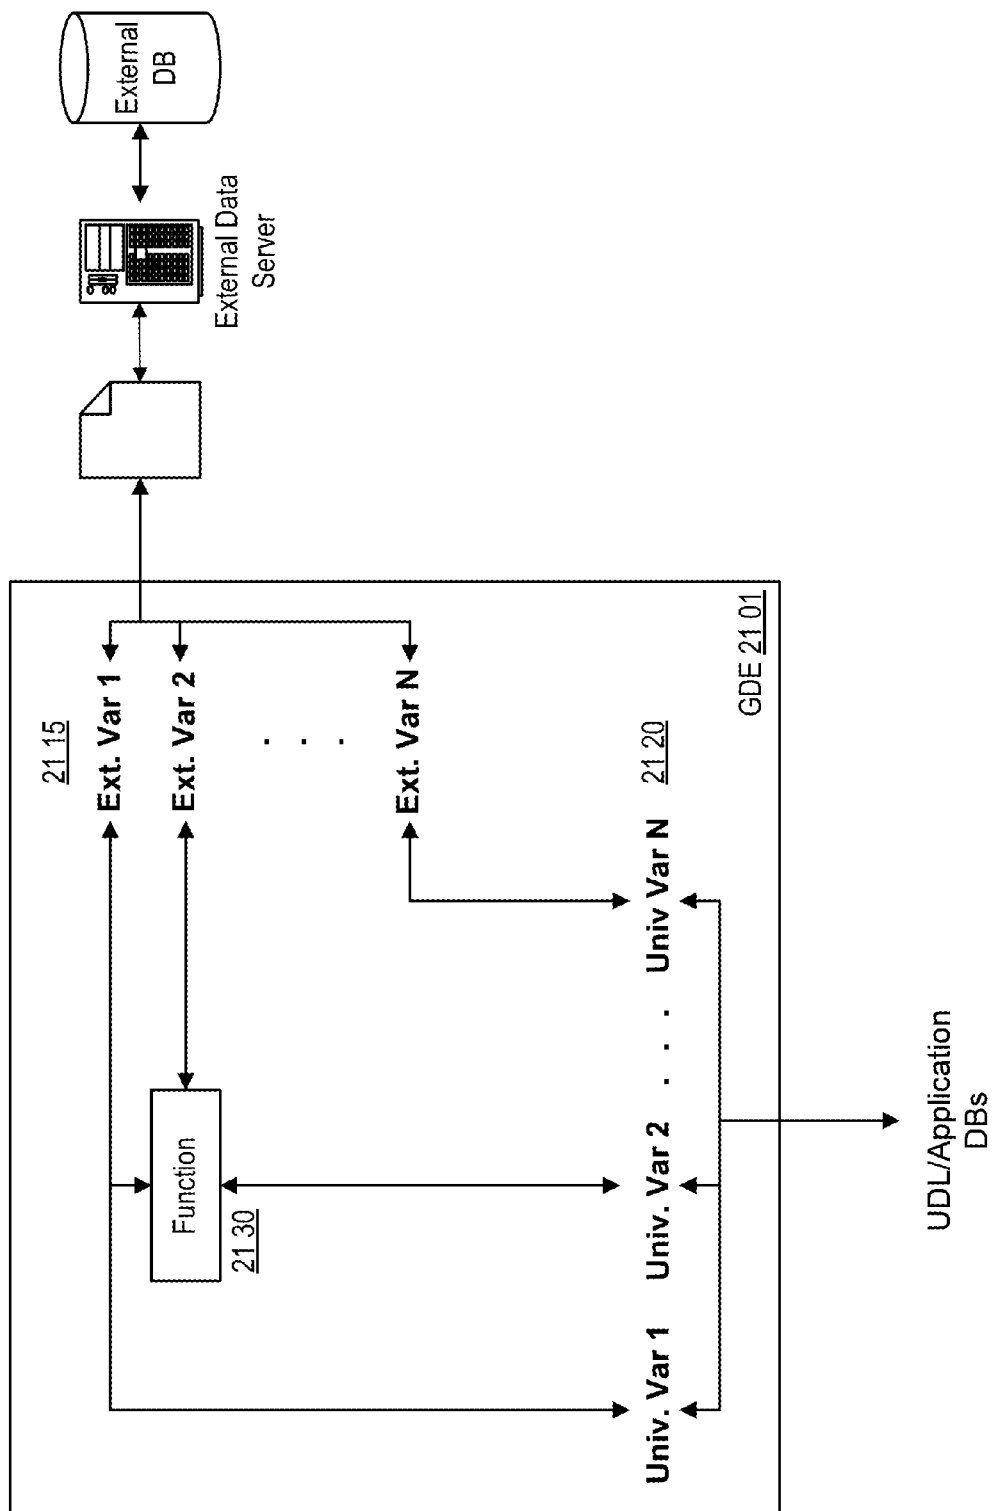 21 15
Ext. Var 1
External
DB
Function
Ext. Var 2
External Data
Server
21 30
. . .
Ext. Var N
Univ. Var 1 Univ. Var 2 . . . Univ Var N 21 20
GDE 21 01
UDL/Application
DBs